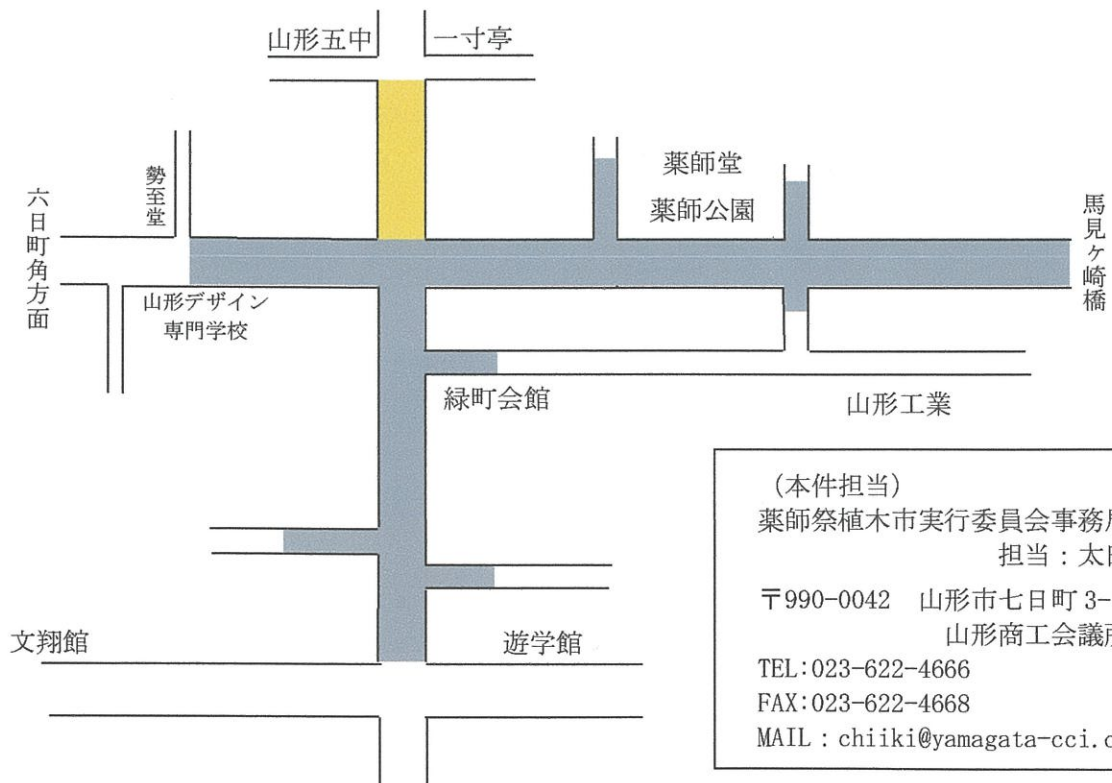 山形五中
一寸亭
勢至堂
薬師堂
薬師公園
六日町角方面
馬見ヶ崎橋
山形デザイン
専門学校
緑町会館
山形工業
文翔館
遊学館
（本件担当）
薬師祭植木市実行委員会事務
担当：太
〒990-0042　山形市七日町 3-
山形商工会議
TEL:023-622-4666
FAX:023-622-4668
MAIL：chiiki@yamagata-cci.